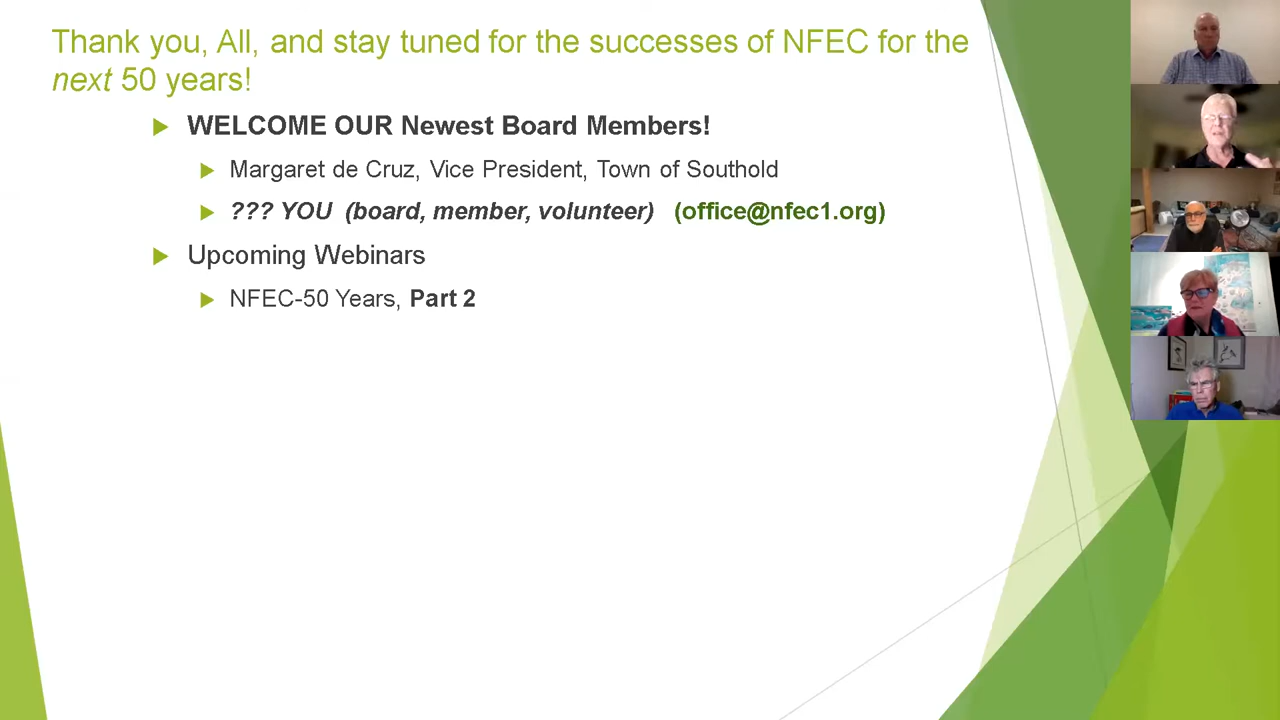 Thank you, All, and stay tuned for the successes of NFEC for the
next 50 years!
WELCOME OUR Newest Board Members!
Margaret de Cruz, Vice President, Town of Southold
??? YOU (board, member, volunteer) (office@nfec1.org)
Upcoming Webinars
NFEC-50 Years, Part 2